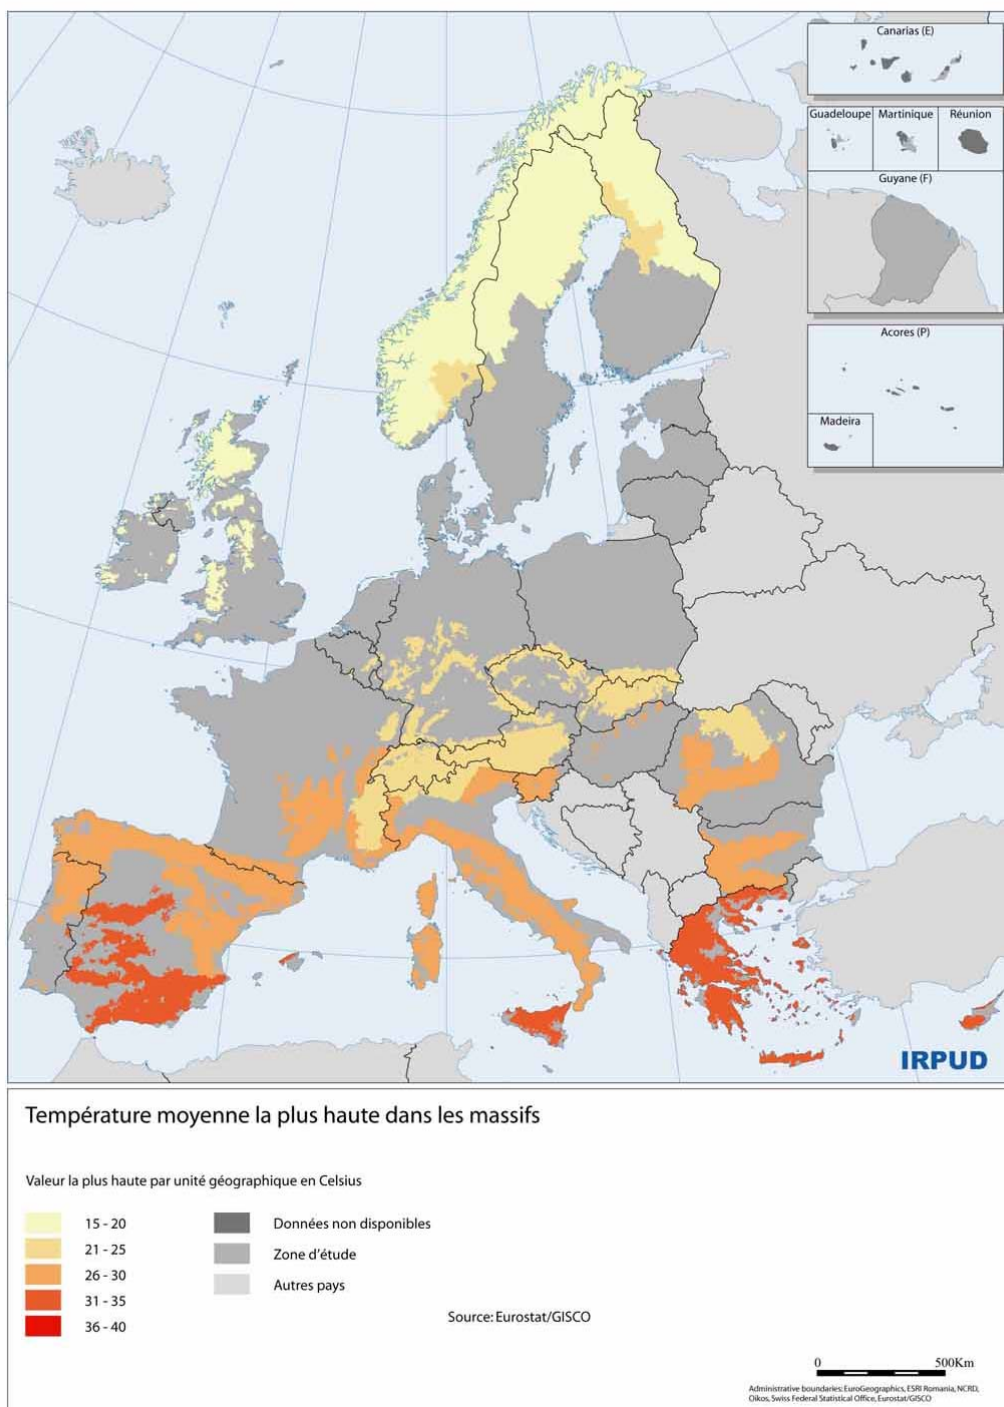 Canarias (E)
Guadeloupe
Martinique
Réunion
Guyane (F)
Acores (P)
Madeira
IRPUD
Température moyenne la plus haute dans les massifs
Valeur la plus haute par unité géographique en Celsius
15 - 20
21 - 25
26 - 30
31 - 35
36 - 40
Données non disponibles
Zone d'étude
Autres pays
Source: Eurostat/GISCO
0 500Km
Administrative boundaries: EuroGeographics, ESRI Romania, NCRD,
Oikos, Swiss Federal Statistical Office, Eurostat/GISCO